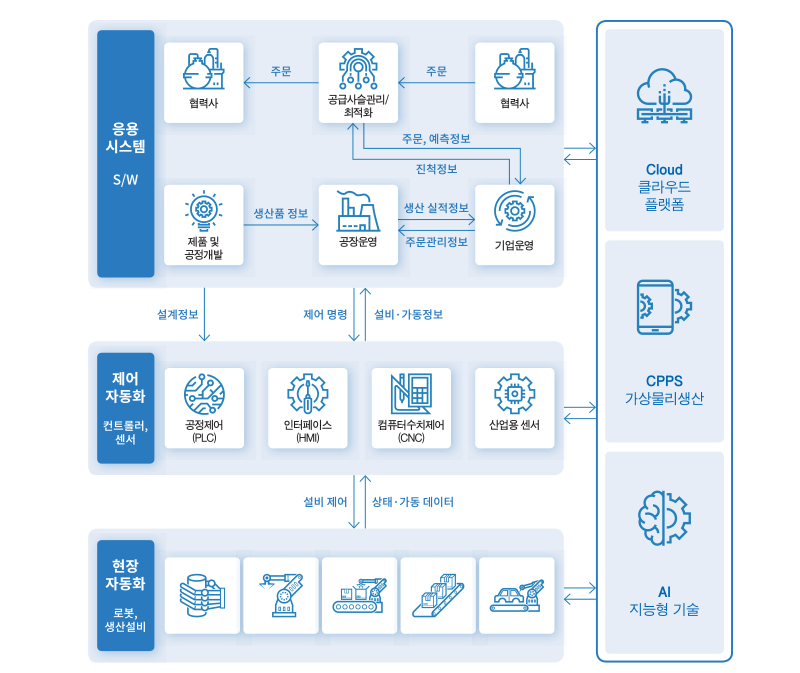 응용
시스템
S/W
협력사
주문
공급사슬관리/
최적화
주문
협력사
주문, 예측정보
진척정보
제품 및
공정개발
생산품 정보
공장운영
생산 실적정보
주문관리정보
기업운영
설계정보
제어 명령
설비·가동정보
제어
자동화
컨트롤러,
센서
공정제어
(PLC)
인터페이스
(HMI)
컴퓨터수치제어
(CNC)
산업용 센서
설비 제어
상태·가동 데이터
현장
자동화
로봇,
생산설비
Cloud
클라우드
플랫폼
CPPS
가상물리생산
AI
지능형 기술